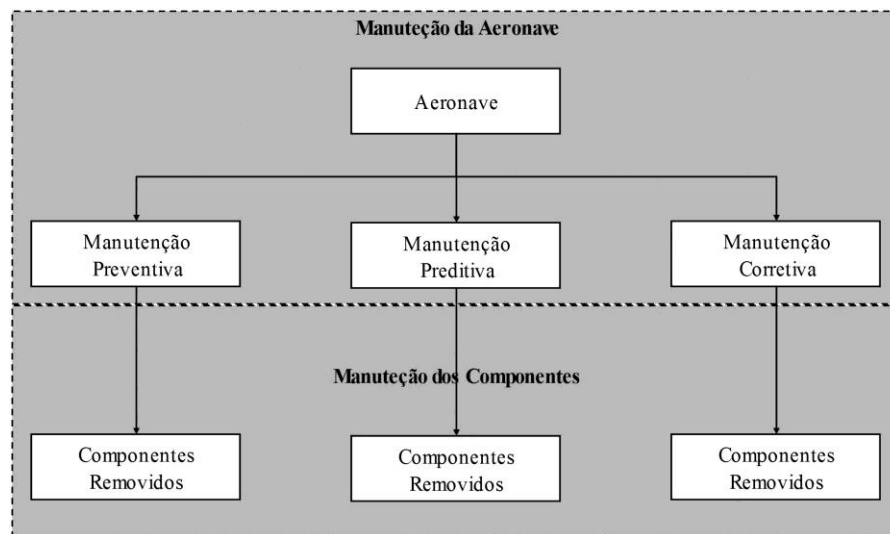 Manuteção da Aeronave
Aeronave
Manutenção
Preventiva
Manutenção
Preditiva
Manutenção
Corretiva
Manuteção dos Componentes
Componentes
Removidos
Componentes
Removidos
Componentes
Removidos